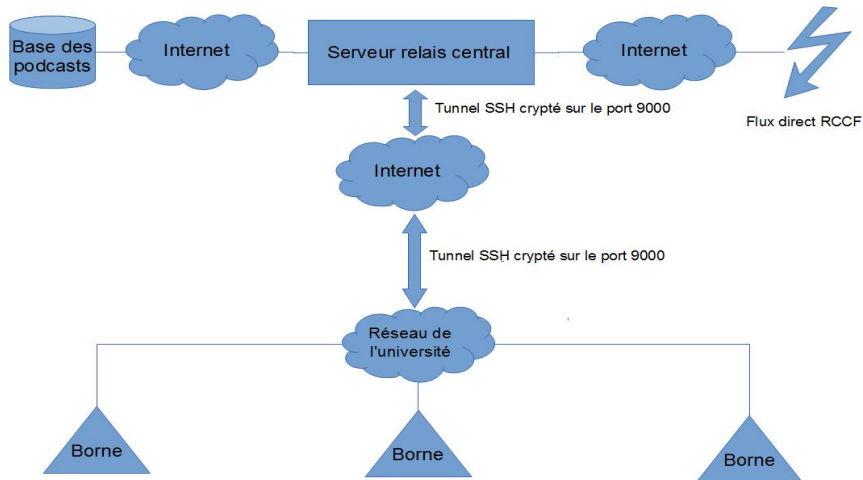 Base des
podcasts
Internet
Serveur relais central
Internet
Flux direct RCCF
Tunnel SSH crypté sur le port 9000
Internet
Tunnel SSH crypté sur le port 9000
Réseau de
l'université
Borne
Borne
Borne